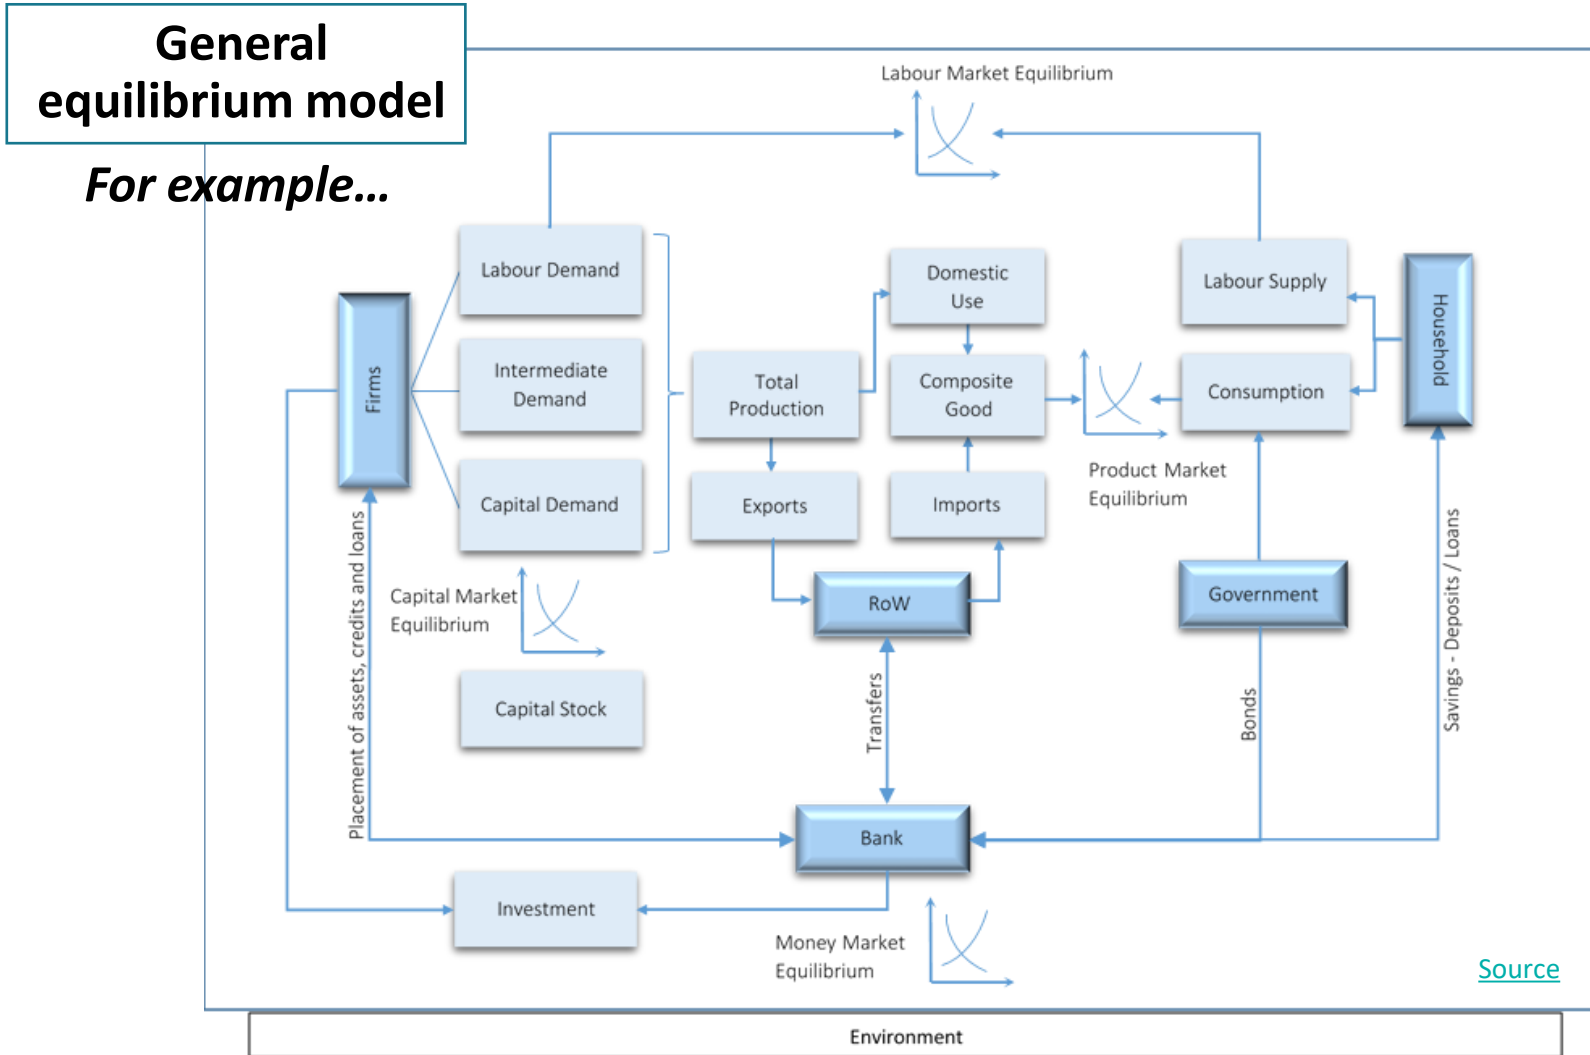 General
equilibrium model
For example...
Labour Market Equilibrium
Labour Demand
Domestic
Use
Labour Supply
Household
Firms
Intermediate
Demand
Total
Production
Composite
Good
Consumption
Product Market
Equilibrium
Capital Demand
Exports
Imports
Placement of assets, credits and loans
Capital Market
Equilibrium
RoW
Government
Savings - Deposits / Loans
Capital Stock
Transfers
Bonds
Bank
Investment
Money Market
Equilibrium
Source
Environment